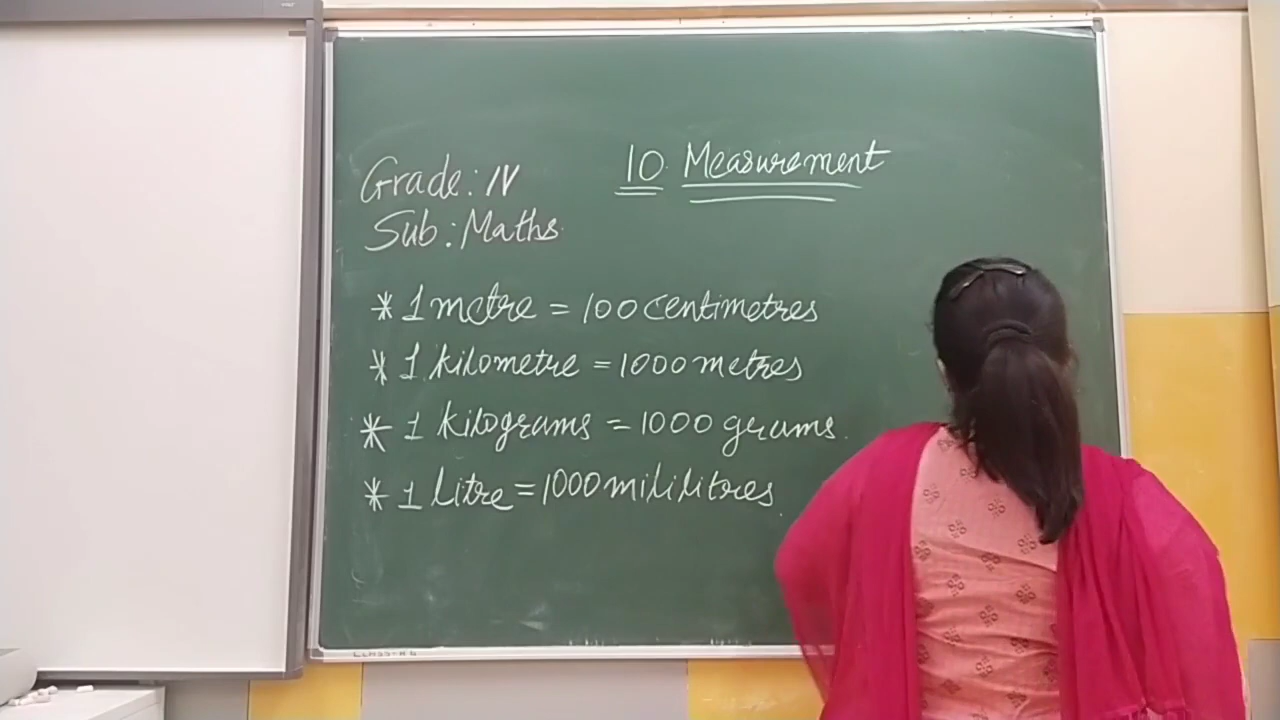 Grade: IV
10 Measurement
Sub: Maths
* 1 metre = 100 centimetres
* 1 kilometre = 1000 metres
* 1 kilograms = 1000 grams.
* 1 litre = 1000 mililitres.